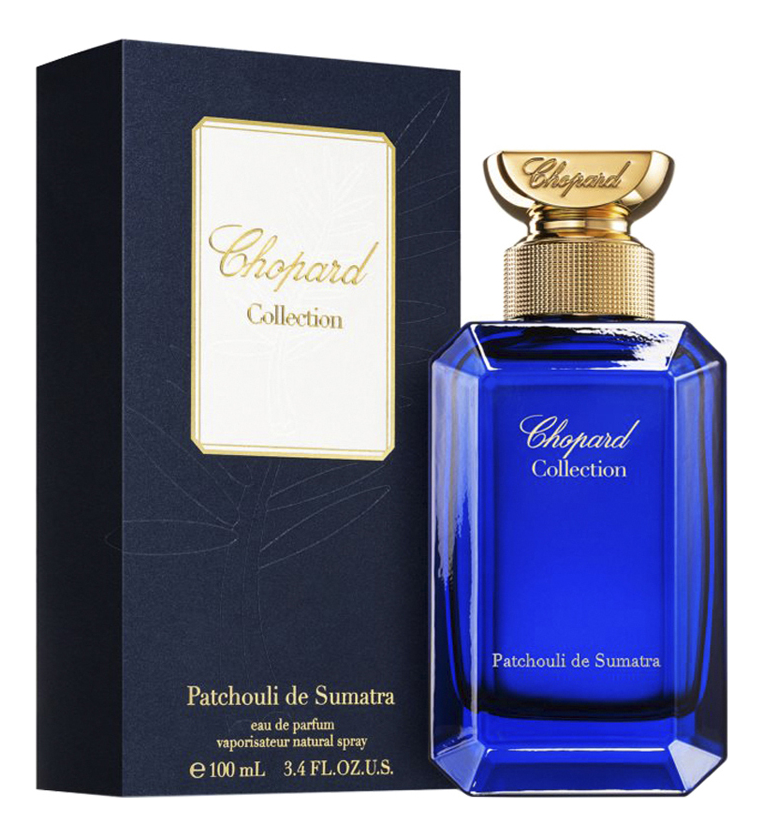 Chopard
Collection
Patchouli de Sumatra
eau de parfum
vaporisateur natural spray
℮ 100 mL 3.4 FL.OZ.U.S.
Chopard
Chopard
Collection
Patchouli de Sumatra